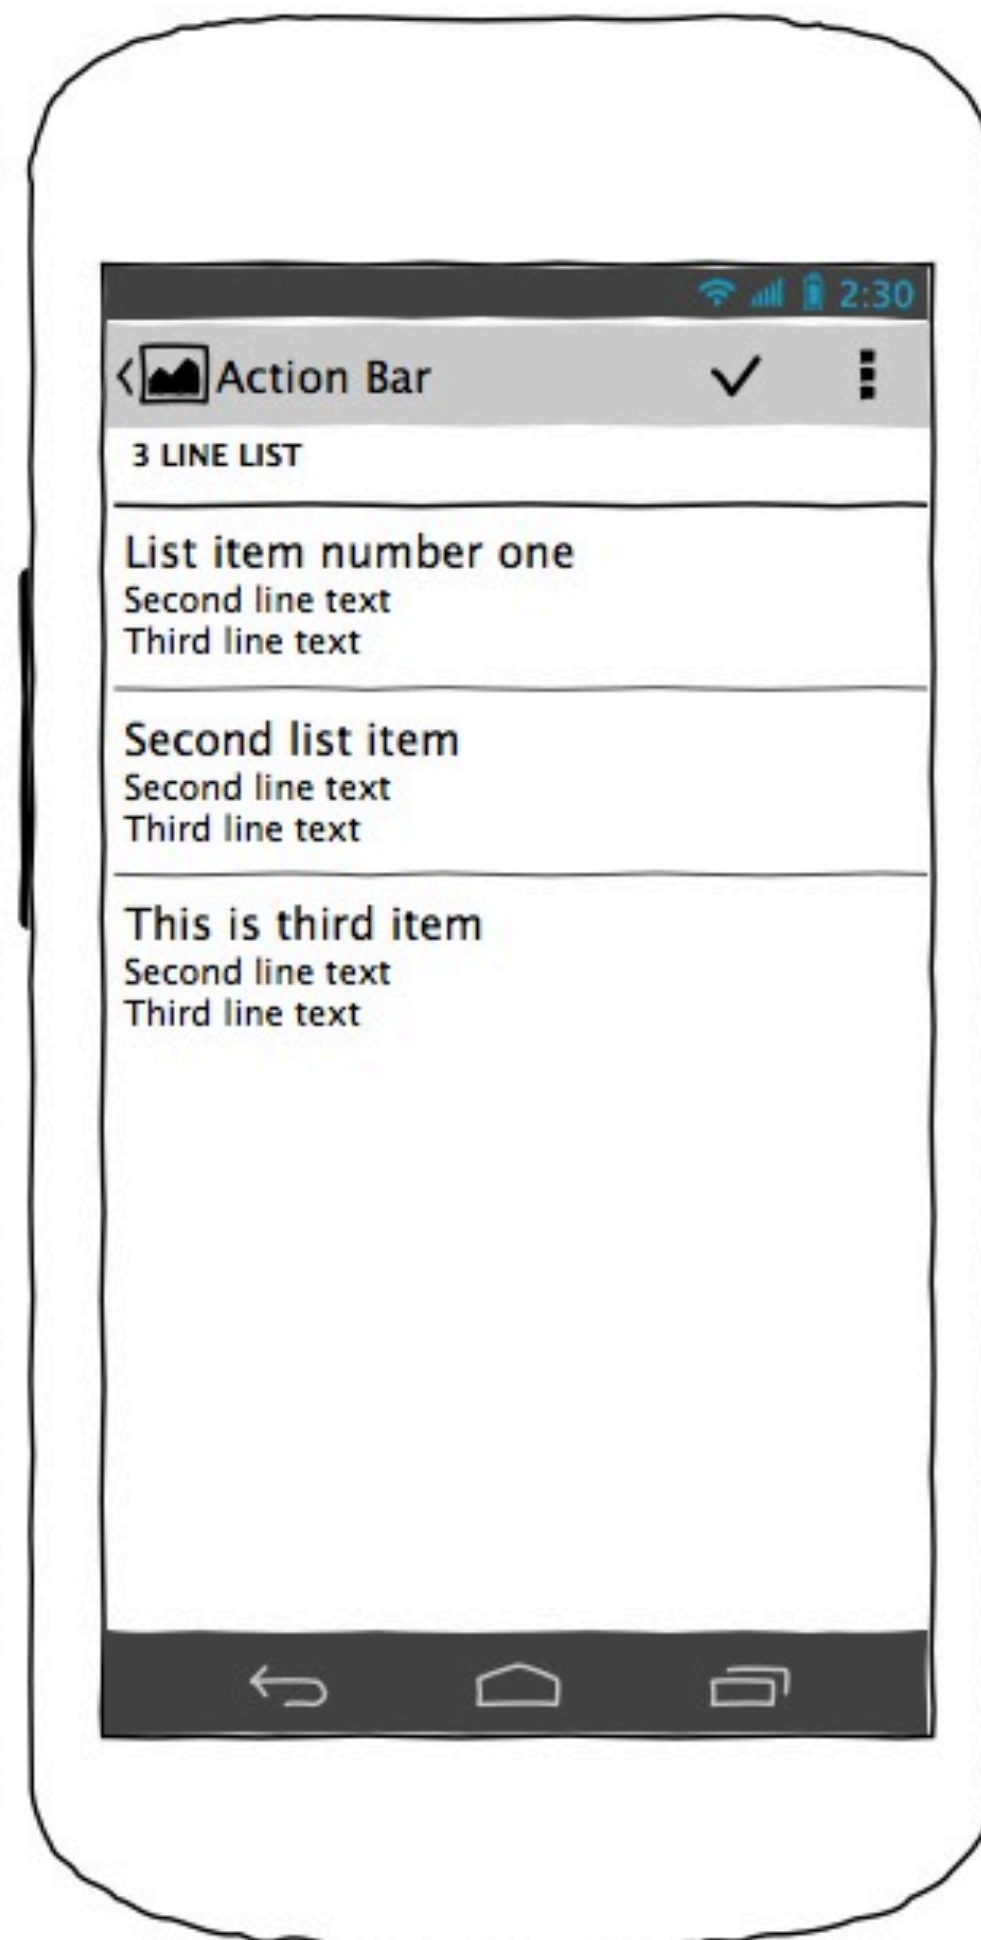 2:30
Action Bar
3 LINE LIST
List item number one
Second line text
Third line text
Second list item
Second line text
Third line text
This is third item
Second line text
Third line text